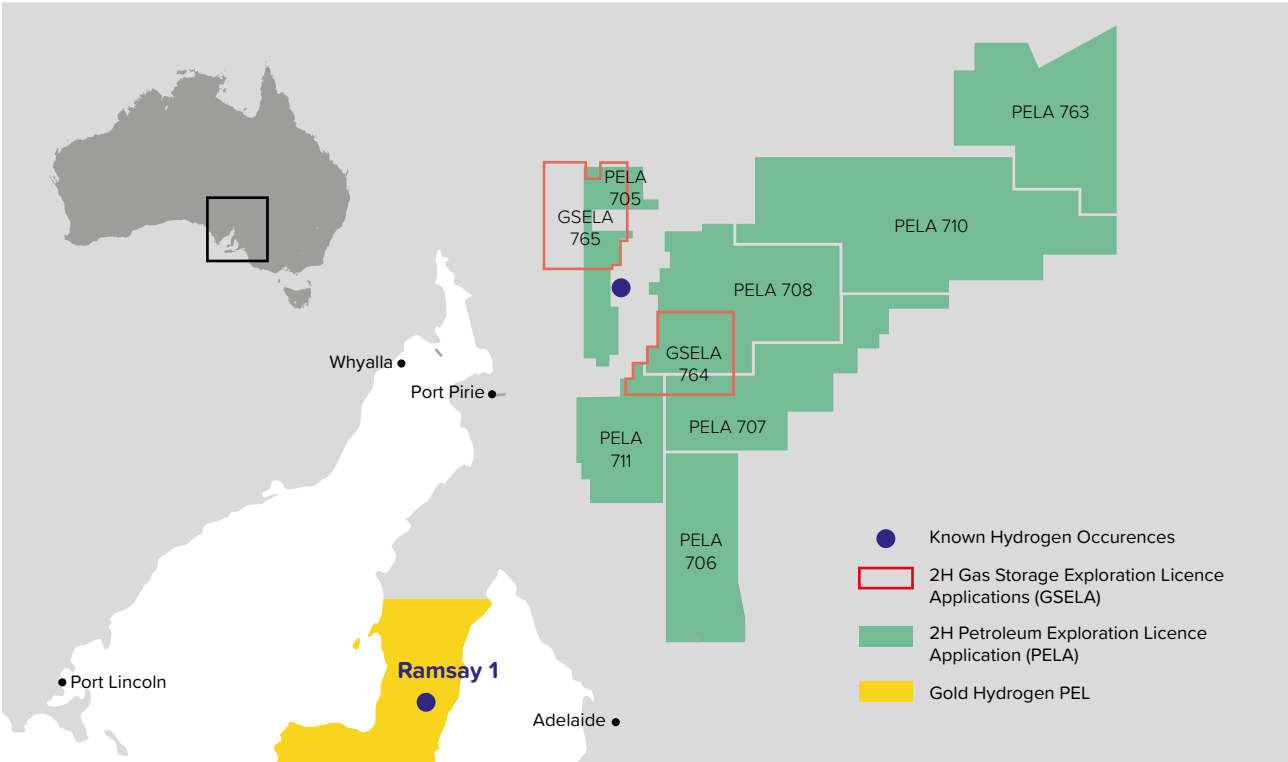 PELA 763
PELA
705
GSELA
765
PELA 710
PELA 708
Whyalla
GSELA
764
Port Pirie
PELA 707
PELA
711
PELA
706
Known Hydrogen Occurences
2H Gas Storage Exploration Licence
Applications (GSELA)
2H Petroleum Exploration Licence
Application (PELA)
Gold Hydrogen PEL
Ramsay 1
Port Lincoln
Adelaide